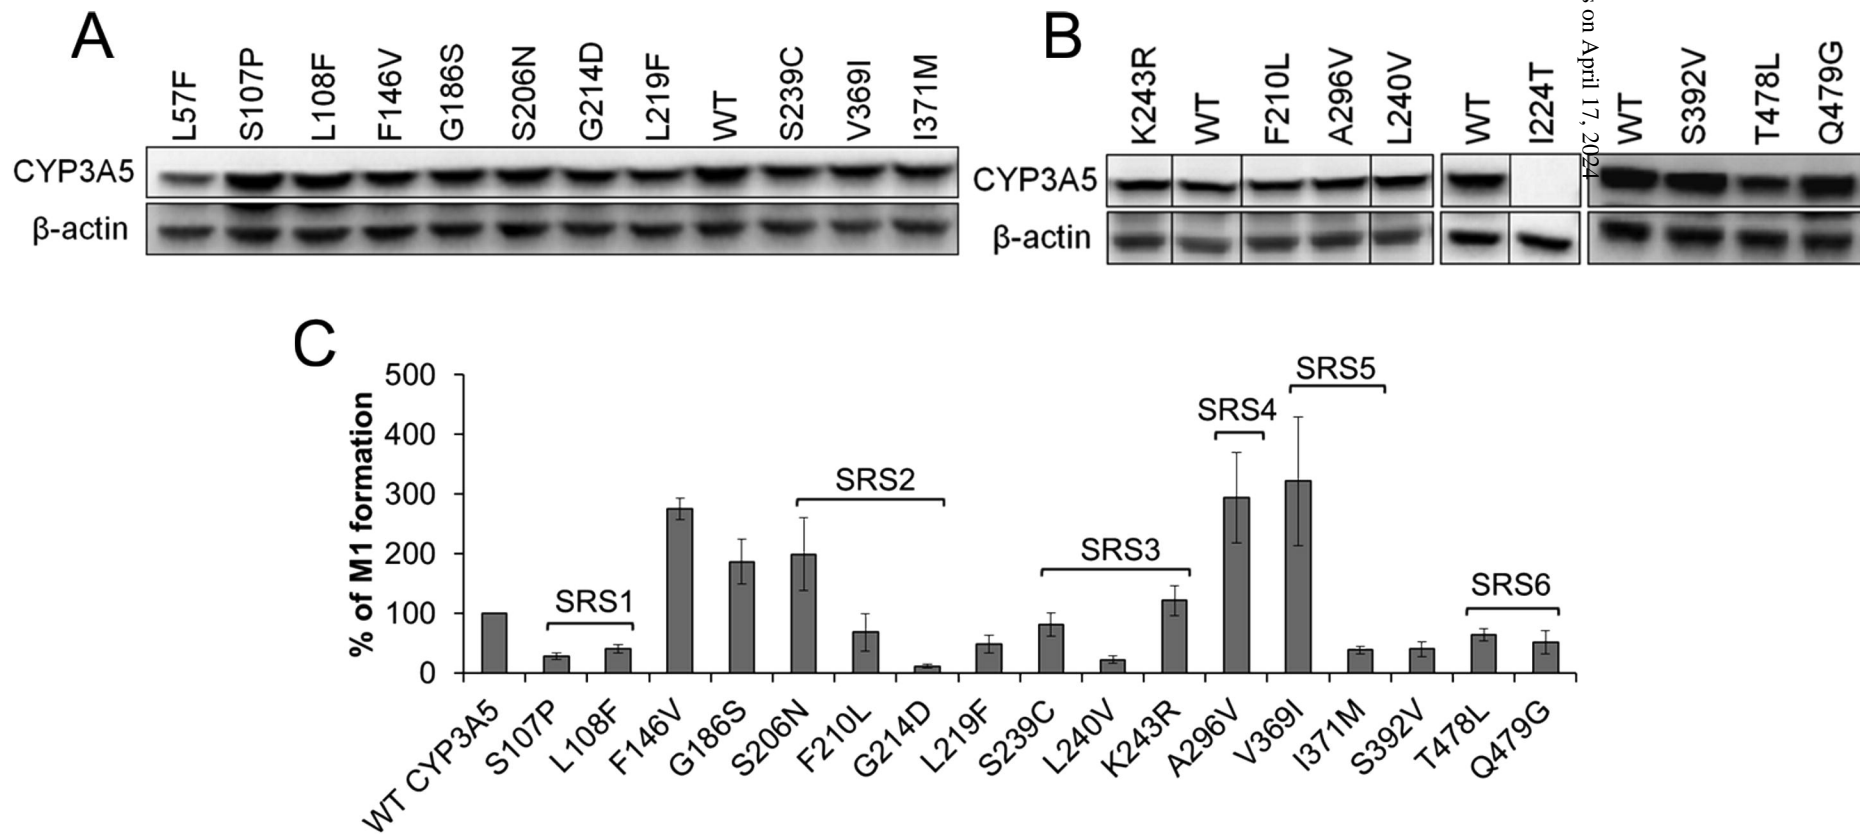 A
L57F
S107P
L108F
F146V
G186S
S206N
G214D
L219F
WT
S239C
V369I
I371M
CYP3A5
β-actin
B
K243R
WT
F210L
A296V
L240V
WT
I224T
WT
S392V
T478L
Q479G
CYP3A5
β-actin
s on April 17, 2024
C
% of M1 formation
500
400
300
200
100
0
SRS1
SRS2
SRS3
SRS4
SRS5
SRS6
WT CYP3A5
S107P
L108F
F146V
G186S
S206N
F210L
G214D
L219F
S239C
L240V
K243R
A296V
V369I
I371M
S392V
T478L
Q479G